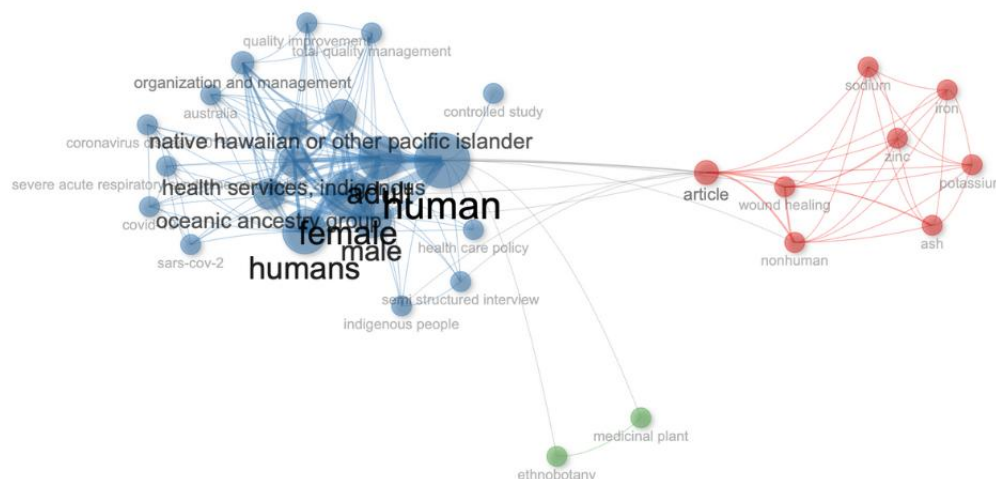 quality improvement
total quality management
organization and management
australia
controlled study
coronavirus
native hawaiian or other pacific islander
severe acute respiratory
health services, indigenous
adult
human
oceanic ancestry group
female
male
humans
sars-cov-2
health care policy
semi structured interview
indigenous people
sodium
iron
zinc
potassium
article
wound healing
ash
nonhuman
medicinal plant
ethnobotany